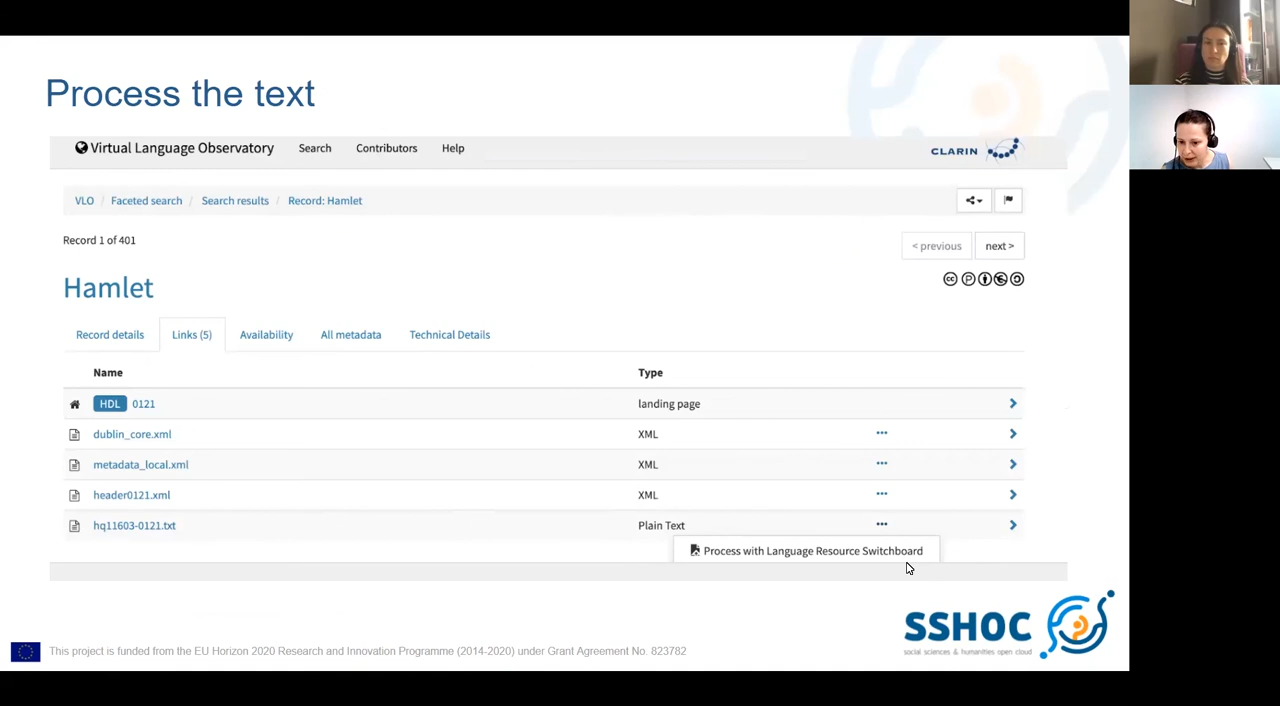 Process the text
Virtual Language Observatory Search Contributors Help CLARIN
VLO / Faceted search / Search results / Record: Hamlet
Record 1 of 401 < previous next >
Hamlet
Record details Links (5) Availability All metadata Technical Details
Name Type
HDL 0121 landing page
dublin_core.xml XML
metadata_local.xml XML
header0121.xml XML
hq11603-0121.txt Plain Text
Process with Language Resource Switchboard
SSHOC
social sciences & humanities open cloud
This project is funded from the EU Horizon 2020 Research and Innovation Programme (2014-2020) under Grant Agreement No. 823782